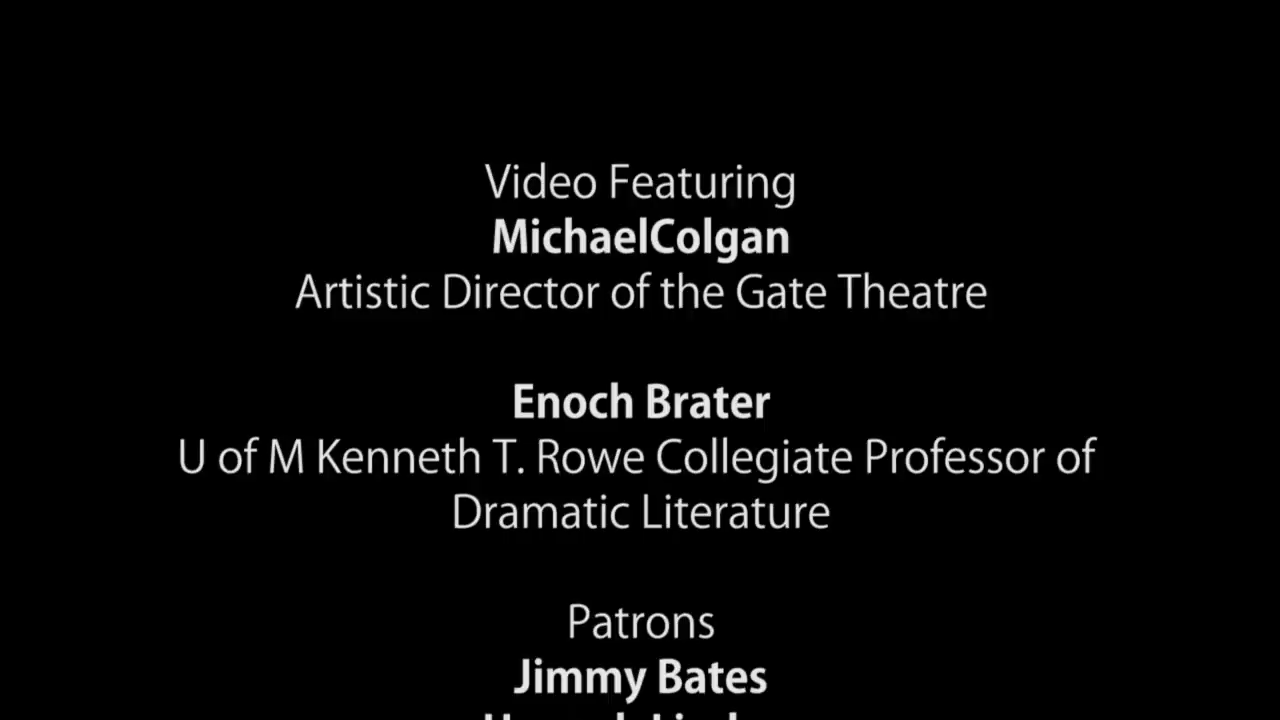 Video Featuring
MichaelColgan
Artistic Director of the Gate Theatre
Enoch Brater
U of M Kenneth T. Rowe Collegiate Professor of
Dramatic Literature
Patrons
Jimmy Bates